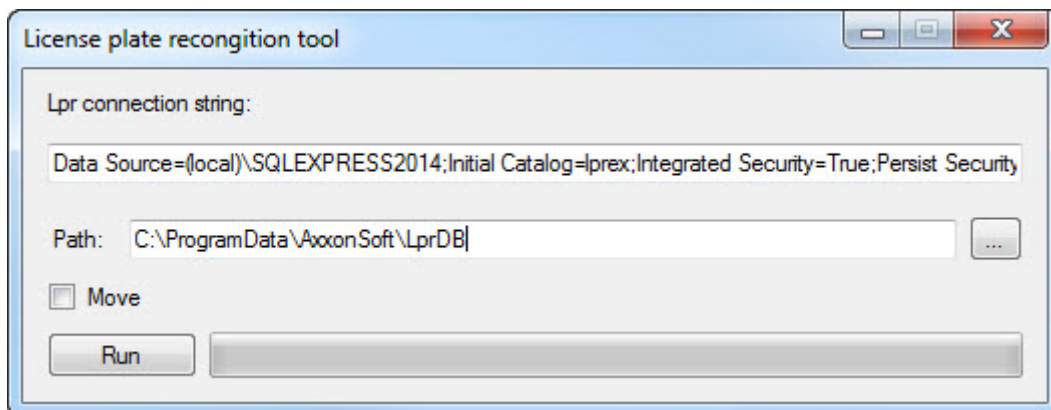 License plate recongition tool
Lpr connection string:
Data Source=(local)\SQLEXPRESS2014;Initial Catalog=lprex;Integrated Security=True;Persist Security
Path: C:\ProgramData\AxxonSoft\LprDB ...
Move
Run